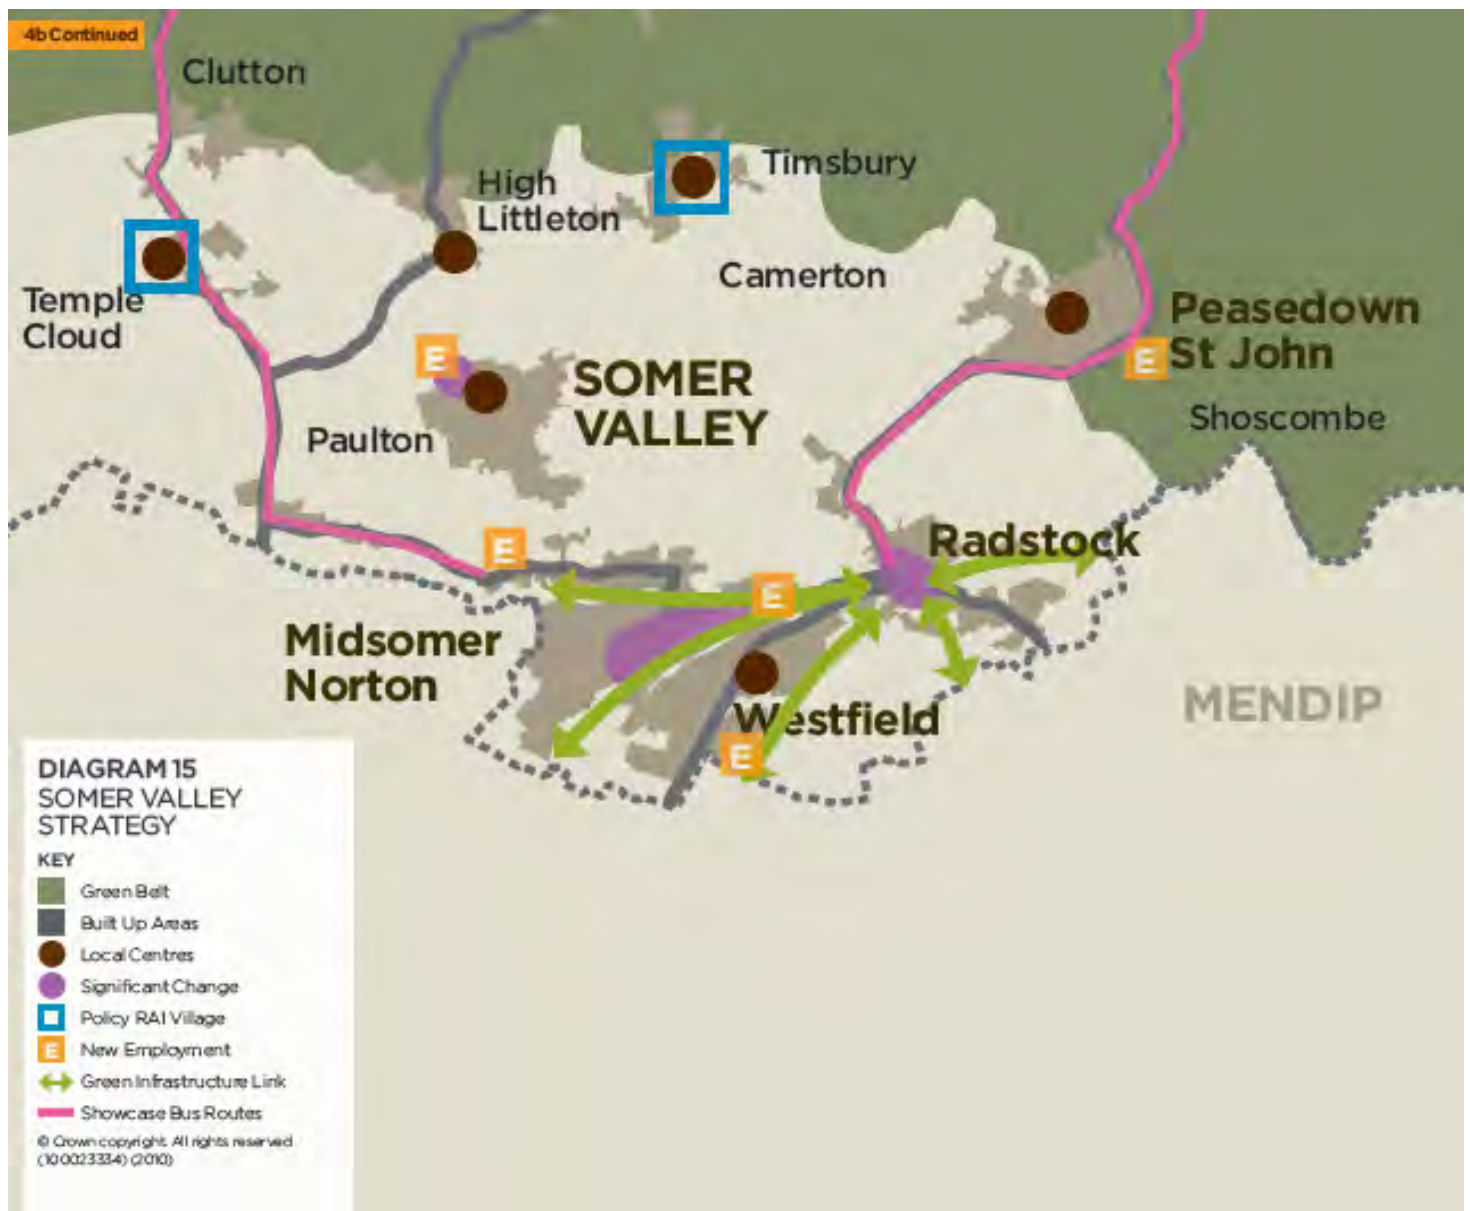 4b Continued
Clutton
High
Littleton
Timsbury
Camerton
Temple
Cloud
Peasedown
St John
E
E
SOMER
VALLEY
Paulton
Shoscombe
E
Radstock
E
Midsomer
Norton
Westfield
E
MENDIP
DIAGRAM 15
SOMER VALLEY
STRATEGY
KEY
Green Belt
Built Up Areas
Local Centres
Significant Change
Policy RA1 Village
E New Employment
Green Infrastructure Link
Showcase Bus Routes
© Crown copyright. All rights reserved
(100023334) (2010)